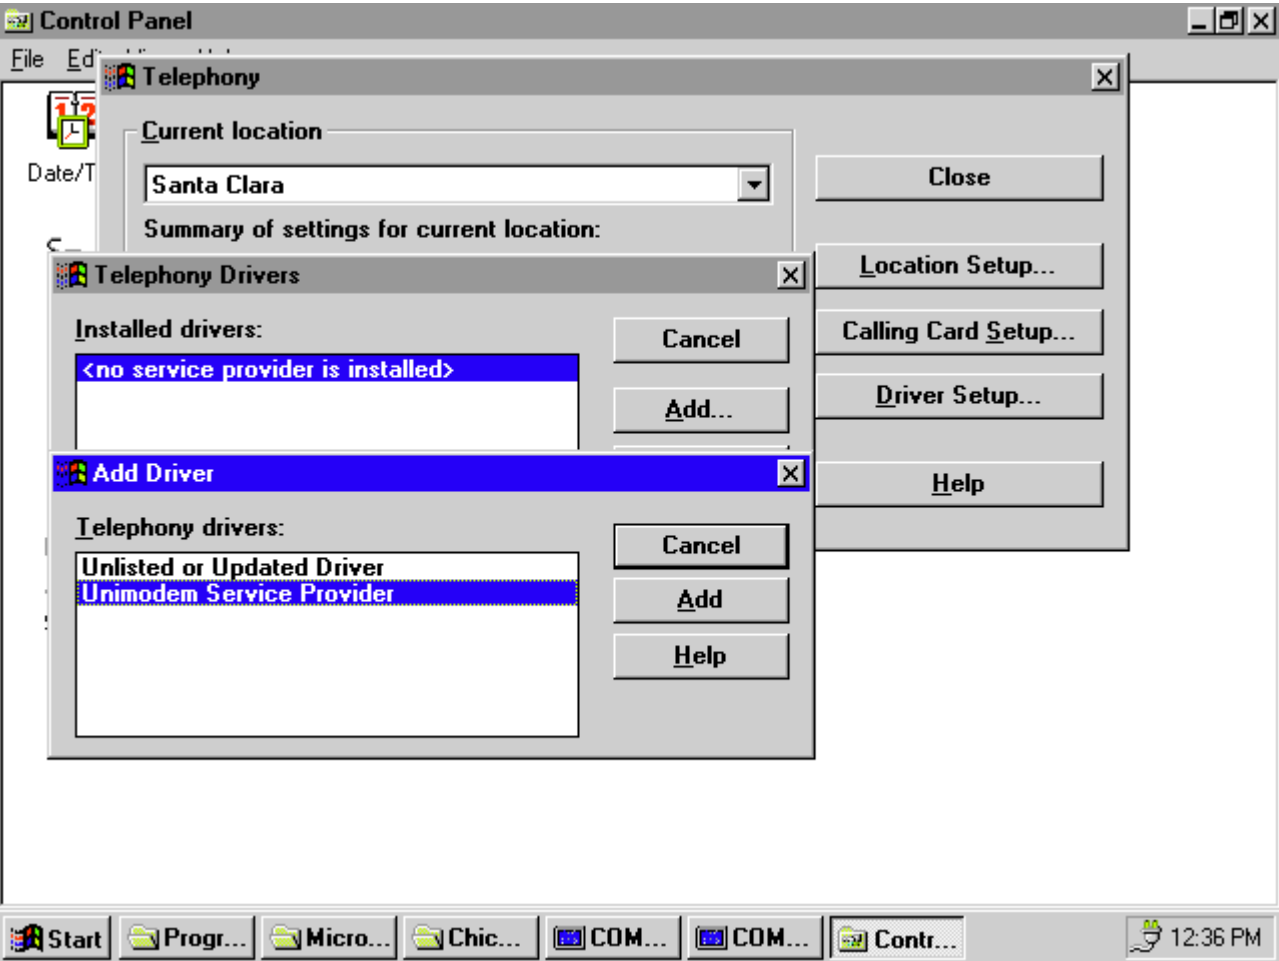 Control Panel
File
Telephony
Current location
Santa Clara
Close
Summary of settings for current location:
Location Setup...
Calling Card Setup...
Driver Setup...
Help
Telephony Drivers
Installed drivers:
<no service provider is installed>
Cancel
Add...
Add Driver
Telephony drivers:
Unlisted or Updated Driver
Unimodem Service Provider
Cancel
Add
Help
Date/T
Start
Progr...
Micro...
Chic...
COM...
COM...
Contr...
12:36 PM